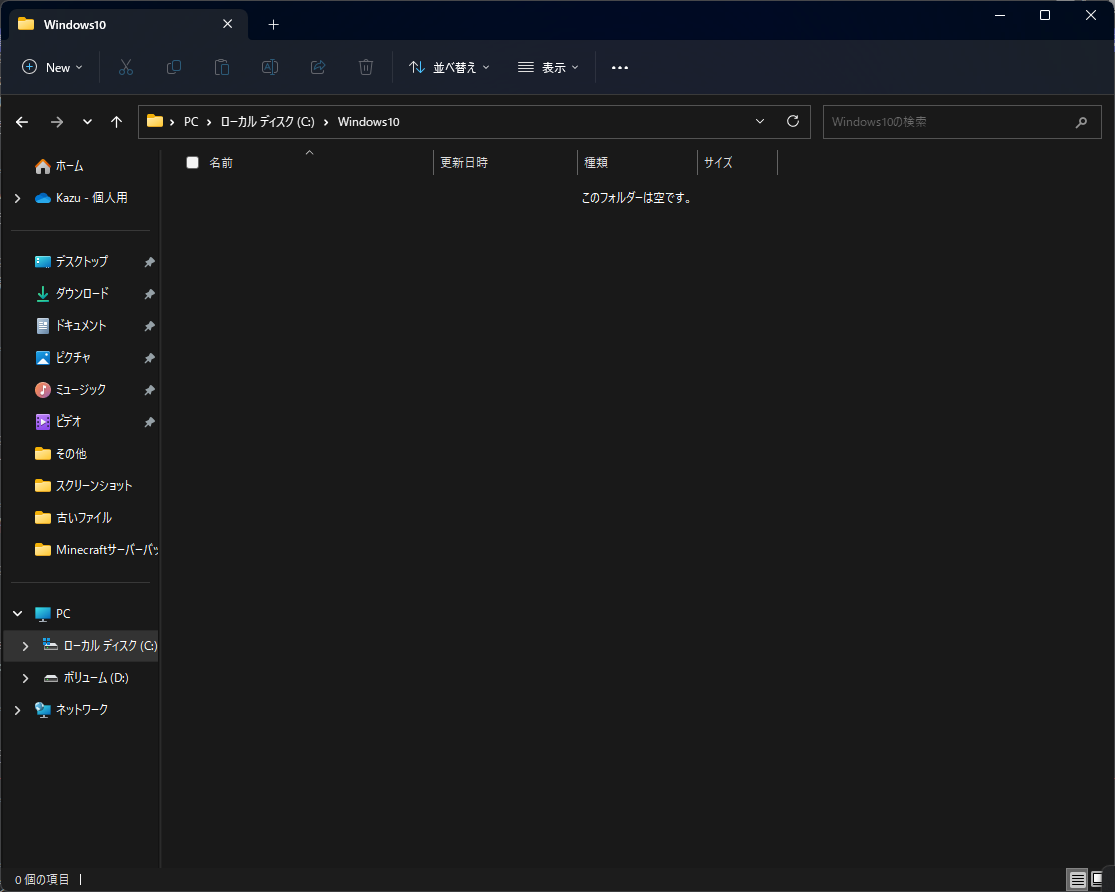 Windows10
New
並べ替え
表示
PC
ローカル ディスク (C:)
Windows10
Windows10の検索
名前
更新日時
種類
サイズ
このフォルダーは空です。
ホーム
Kazu - 個人用
デスクトップ
ダウンロード
ドキュメント
ピクチャ
ミュージック
ビデオ
その他
スクリーンショット
古いファイル
Minecraftサーバーバッ
PC
ローカル ディスク (C:)
ボリューム (D:)
ネットワーク
0 個の項目